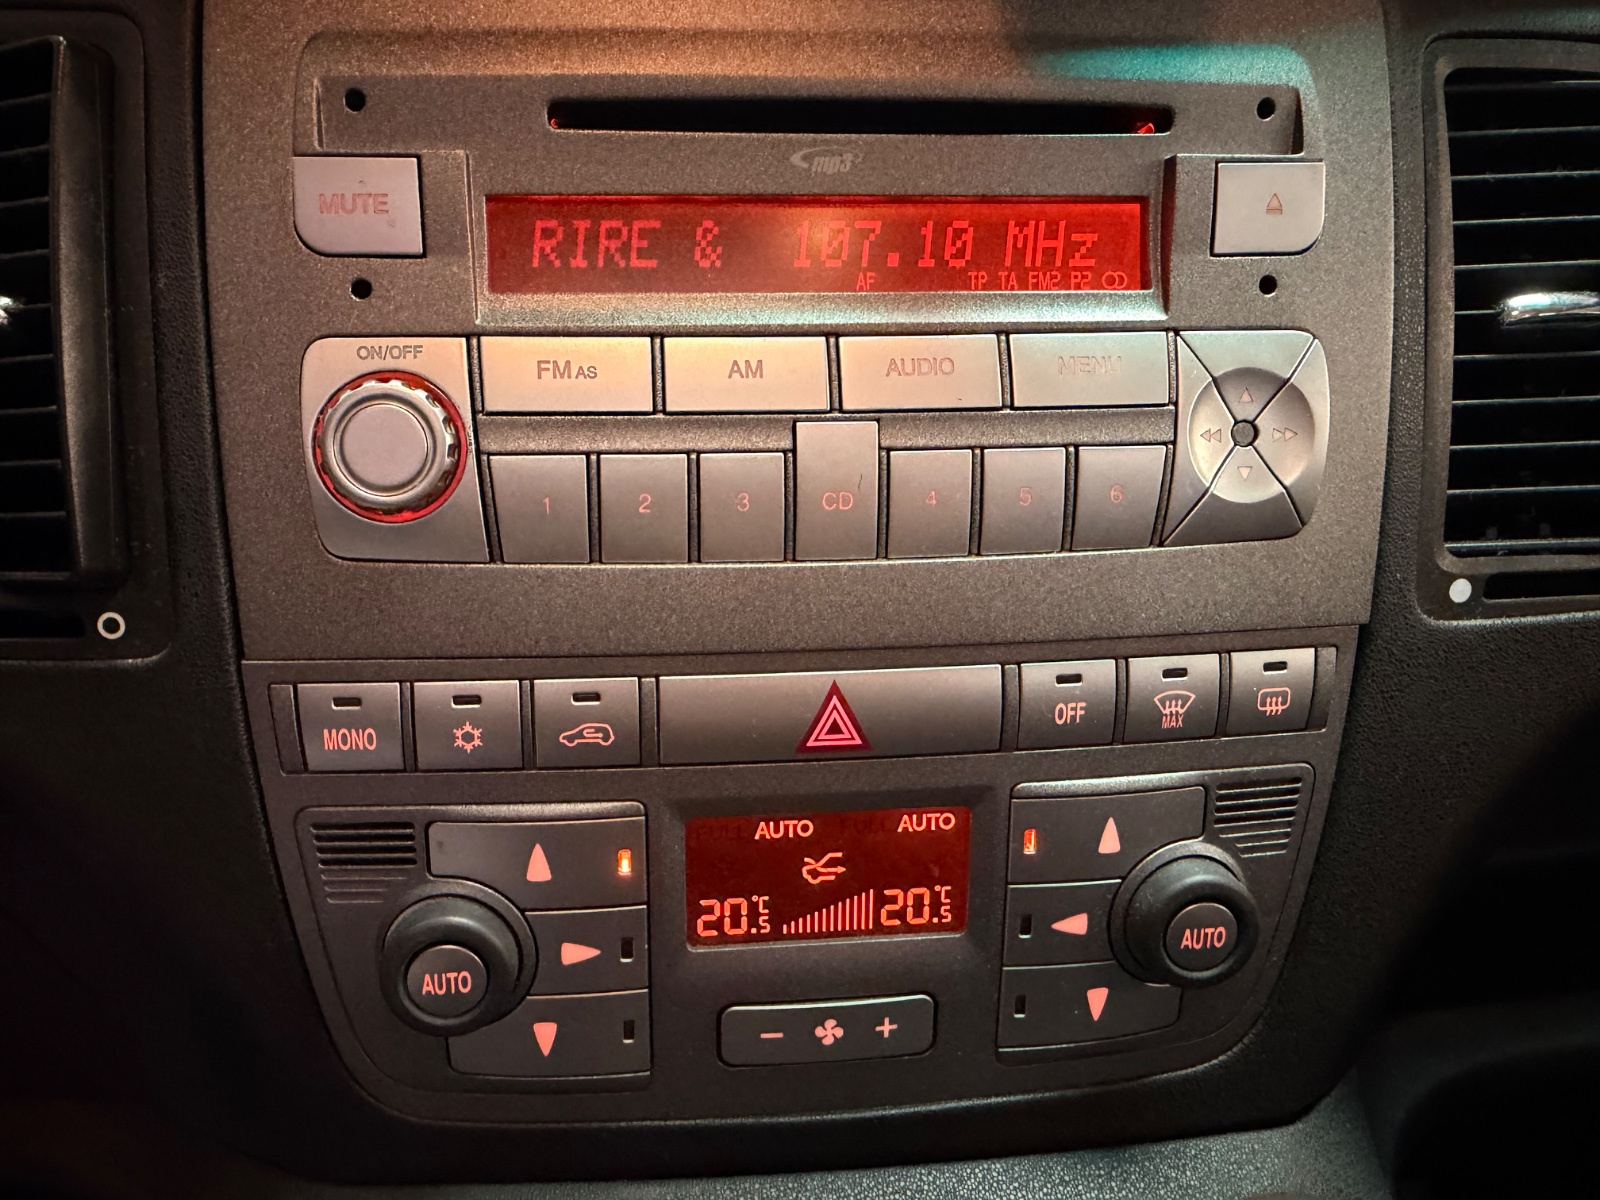 mp3
MUTE
RIRE & 107.10 MHz
AF TP TA FM2 P2
ON/OFF
FM AS AM AUDIO MENU
1 2 3 CD 4 5 6
MONO OFF MAX
AUTO AUTO
20.5 °C 20.5 °C
AUTO AUTO
- +